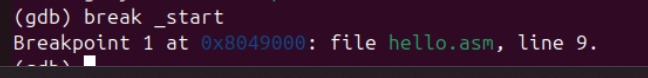 (gdb) break _start
Breakpoint 1 at 0x8049000: file hello.asm, line 9.
(gdb)